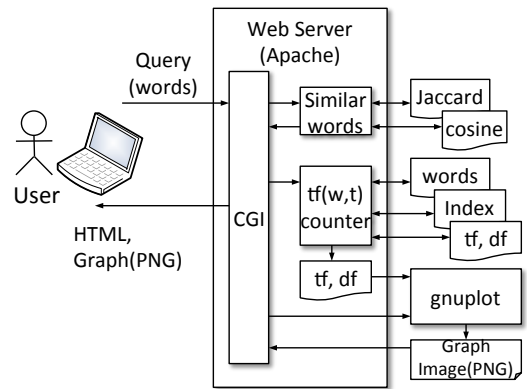 Web Server
(Apache)
Query
(words)
User
HTML,
Graph(PNG)
CGI
Similar
words
Jaccard
cosine
tf(w,t)
counter
words
Index
tf, df
tf, df
gnuplot
Graph
Image(PNG)